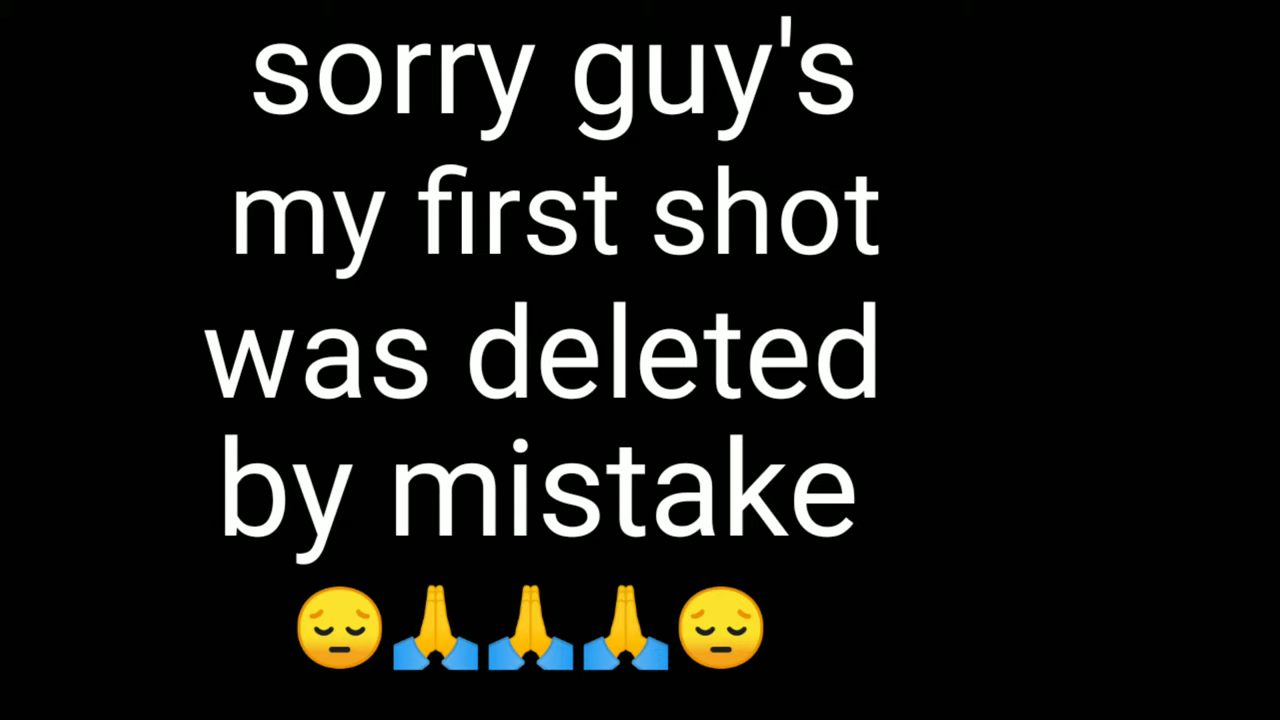 sorry guy's
my first shot
was deleted
by mistake
😔🙏🙏🙏😔